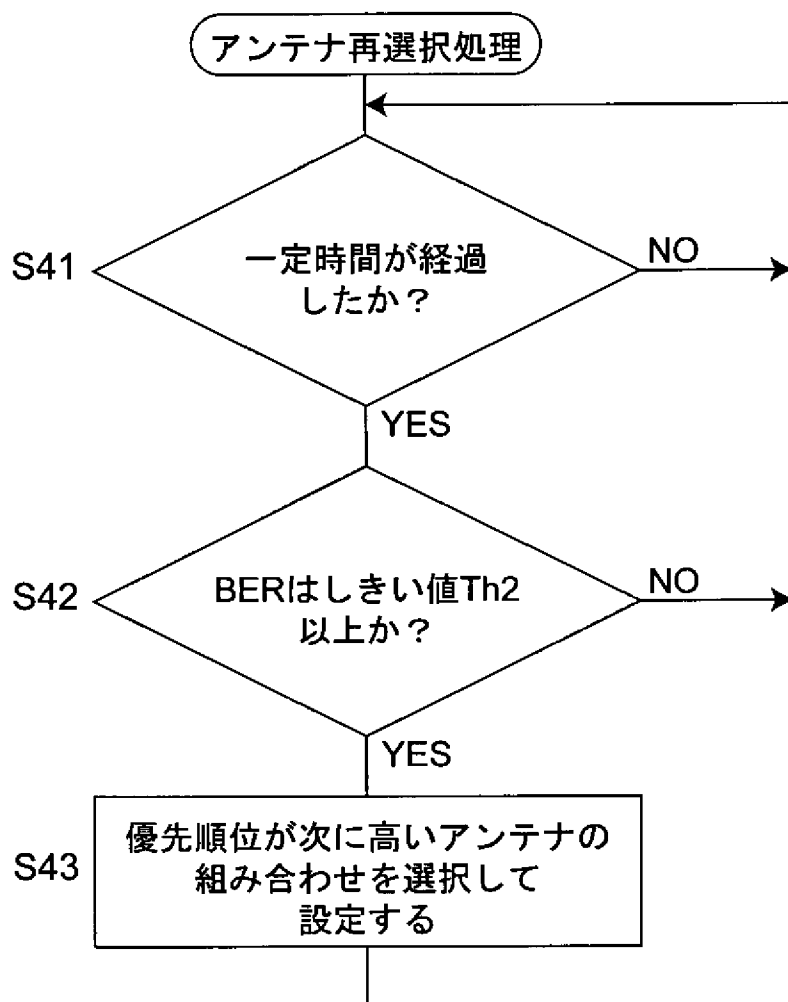 アンテナ再選択処理
S41
一定時間が経過
したか？
NO
YES
S42
BERはしきい値Th2
以上か？
NO
YES
S43
優先順位が次に高いアンテナの
組み合わせを選択して
設定する